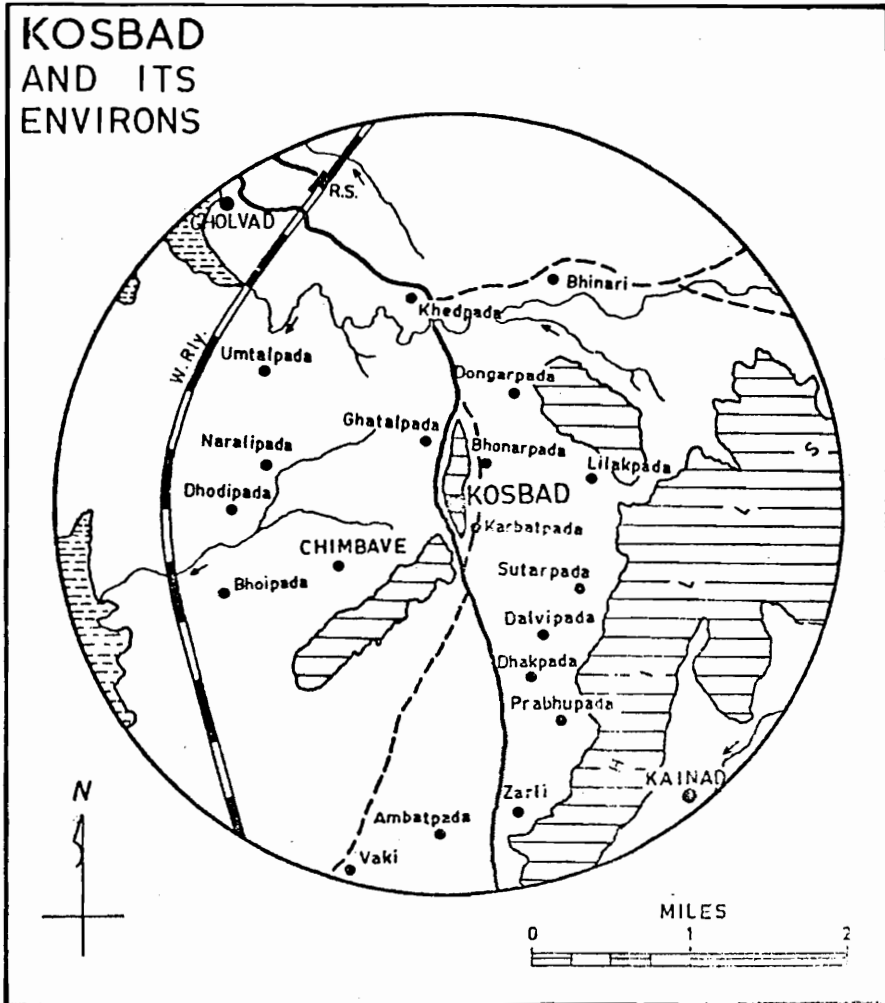 KOSBAD
AND ITS
ENVIRONS
R.S.
GHOLVAD
Bhinari
Khedpada
W.Rly.
Umtalpada
Dongarpada
Ghatalpada
Naralipada
Bhonarpada
Lilakpada
Dhodipada
KOSBAD
Karbatpada
CHIMBAVE
Sutarpada
Bhoipada
Dalvipada
Dhakpada
Prabhupada
HILLS
KAINAD
Zarli
Ambatpada
Vaki
N
MILES
0 1 2